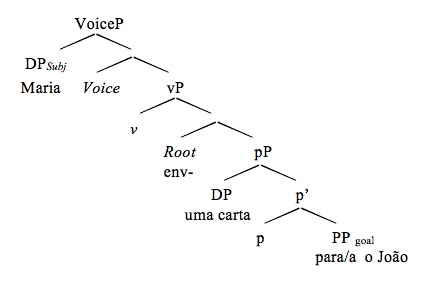 VoiceP
DPSubj
Maria Voice vP
v
Root pP
env-
DP p’
uma carta
p PP goal
para/a o João